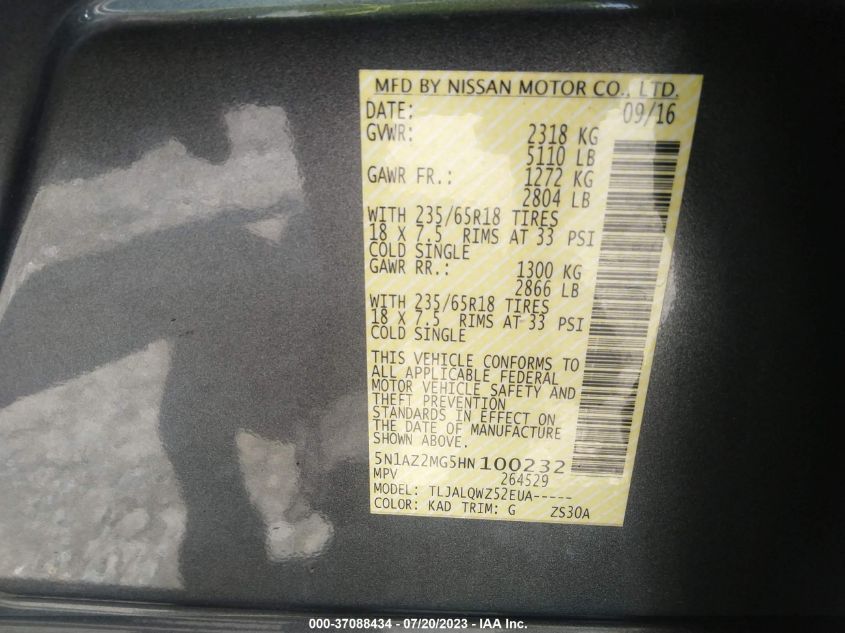 MFD BY NISSAN MOTOR CO., LTD.
DATE: 09/16
GVWR: 2318 KG
5110 LB
GAWR FR.: 1272 KG
2804 LB
WITH 235/65R18 TIRES
18 X 7.5 RIMS AT 33 PSI
COLD SINGLE
GAWR RR.: 1300 KG
2866 LB
WITH 235/65R18 TIRES
18 X 7.5 RIMS AT 33 PSI
COLD SINGLE
THIS VEHICLE CONFORMS TO
ALL APPLICABLE FEDERAL
MOTOR VEHICLE SAFETY AND
THEFT PREVENTION
STANDARDS IN EFFECT ON
THE DATE OF MANUFACTURE
SHOWN ABOVE.
5N1AZ2MG5HN100232
MPV 264529
MODEL: TLJALQWZ52EUA-----
COLOR: KAD TRIM: G ZS30A
000-37088434 - 07/20/2023 - IAA Inc.